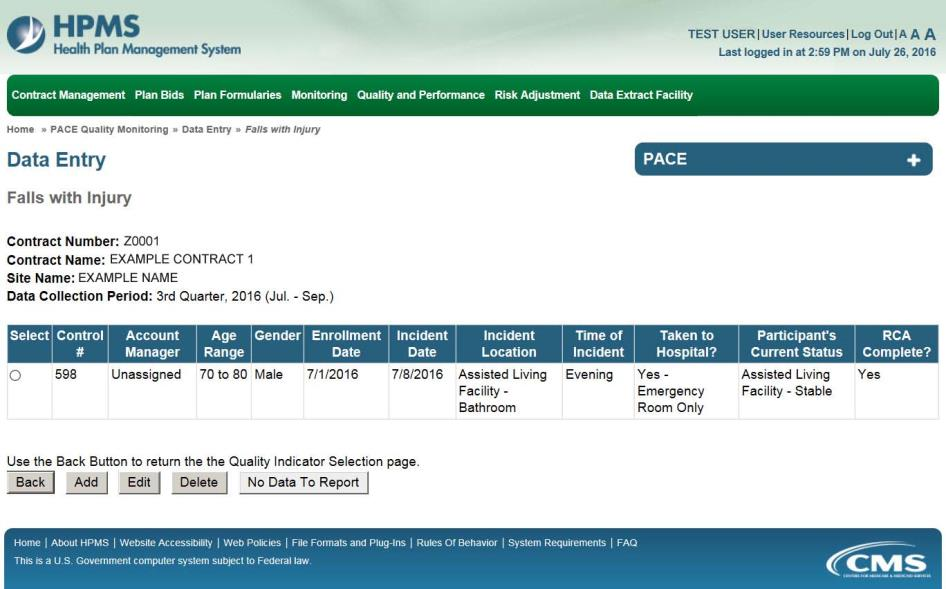 HPMS
Health Plan Management System
TEST USER|User Resources|Log Out|A A A
Last logged in at 2:59 PM on July 26, 2016
Contract Management Plan Bids Plan Formularies Monitoring Quality and Performance Risk Adjustment Data Extract Facility
Home » PACE Quality Monitoring » Data Entry » Falls with Injury
Data Entry
PACE +
Falls with Injury
Contract Number: Z0001
Contract Name: EXAMPLE CONTRACT 1
Site Name: EXAMPLE NAME
Data Collection Period: 3rd Quarter, 2016 (Jul. - Sep.)
Select Control # Account Manager Age Range Gender Enrollment Date Incident Date Incident Location Time of Incident Taken to Hospital? Participant's Current Status RCA Complete?
598 Unassigned 70 to 80 Male 7/1/2016 7/8/2016 Assisted Living Facility - Bathroom Evening Yes - Emergency Room Only Assisted Living Facility - Stable Yes
Use the Back Button to return the the Quality Indicator Selection page.
Back Add Edit Delete No Data To Report
Home | About HPMS | Website Accessibility | Web Policies | File Formats and Plug-Ins | Rules Of Behavior | System Requirements | FAQ
This is a U.S. Government computer system subject to Federal law.
CMS
CENTERS FOR MEDICARE & MEDICAID SERVICES